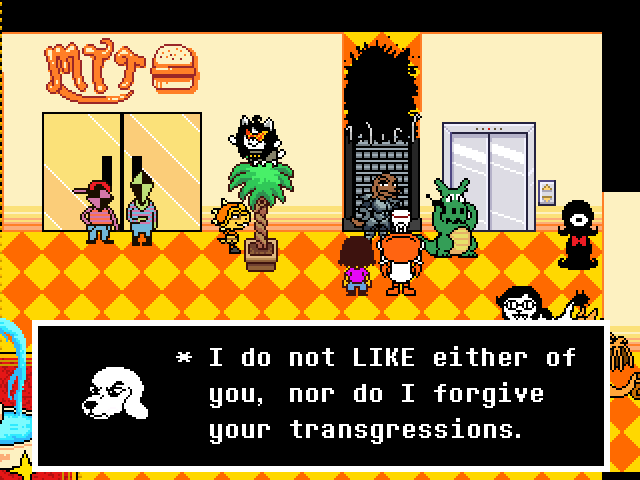 MTT
* I do not LIKE either of
you, nor do I forgive
your transgressions.